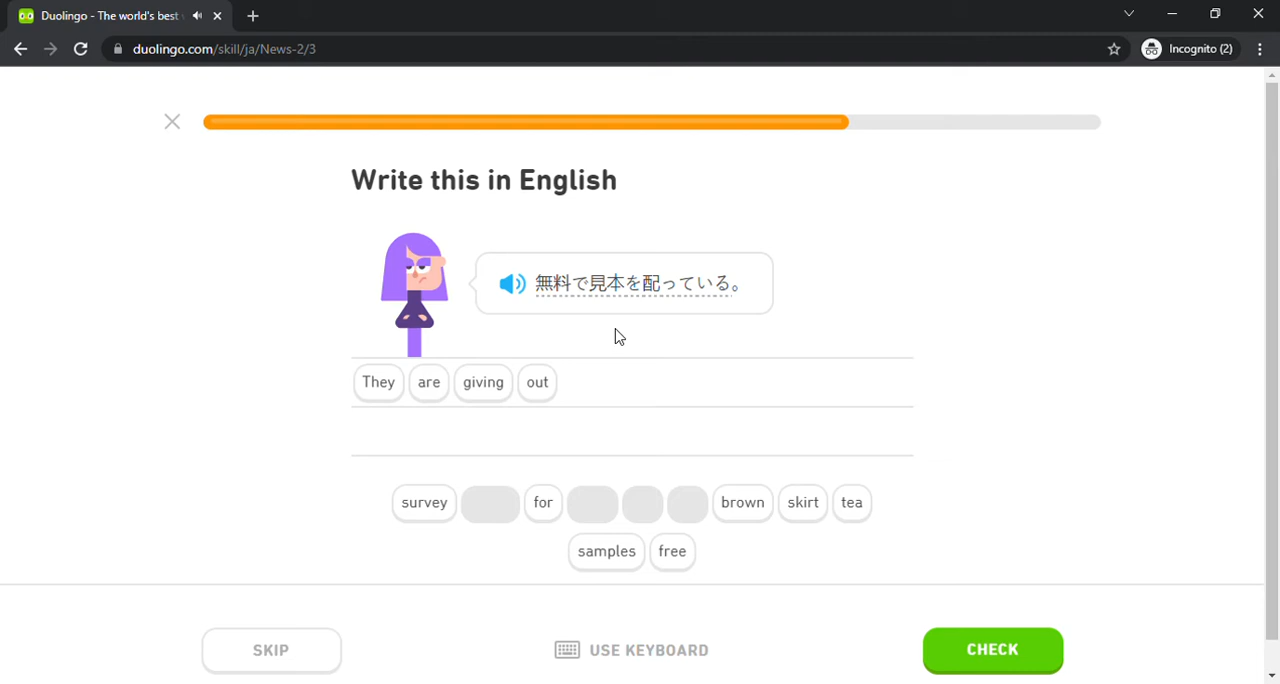 Duolingo - The world's best
duolingo.com/skill/ja/News-2/3
Incognito (2)
Write this in English
無料で見本を配っている。
They are giving out
survey for brown skirt tea
samples free
SKIP
USE KEYBOARD
CHECK